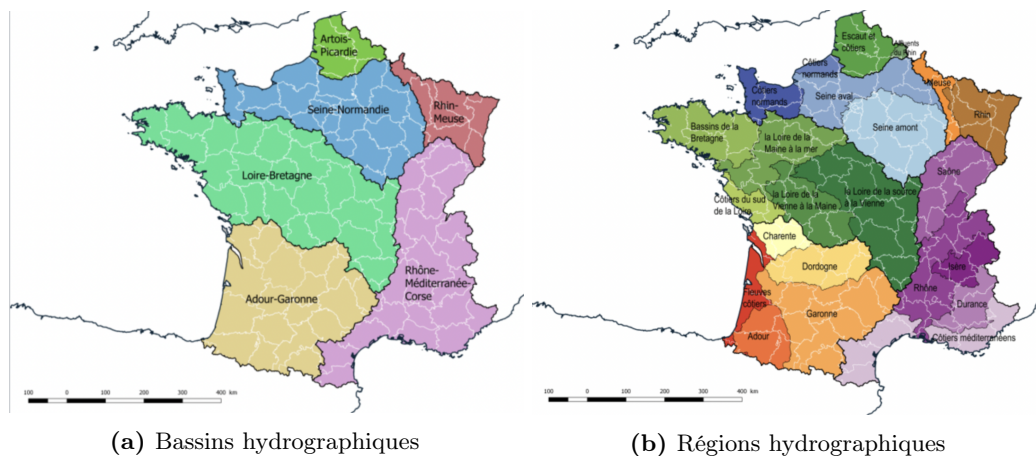 Artois-
Picardie
Seine-Normandie
Rhin-
Meuse
Loire-Bretagne
Rhône-
Méditerranée-
Corse
Adour-Garonne
100 0 100 200 300 400 km
(a) Bassins hydrographiques
Escaut et
côtiers
Affluents
du Rhin
Côtiers
normands
Meuse
Côtiers
normands
Seine aval
Rhin
Seine amont
Bassins de la
Bretagne
la Loire de la
Maine à la mer
Saône
Côtiers du sud
de la Loire
la Loire de la
Vienne à la Maine
la Loire de la source
à la Vienne
Charente
Dordogne
Isère
Fleuves
côtiers
Rhône
Durance
Garonne
Adour
Côtiers méditerranéens
100 0 100 200 300 400 km
(b) Régions hydrographiques